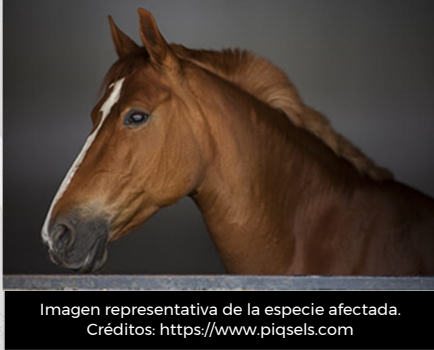 Imagen representativa de la especie afectada.
Créditos: https://www.piqsels.com